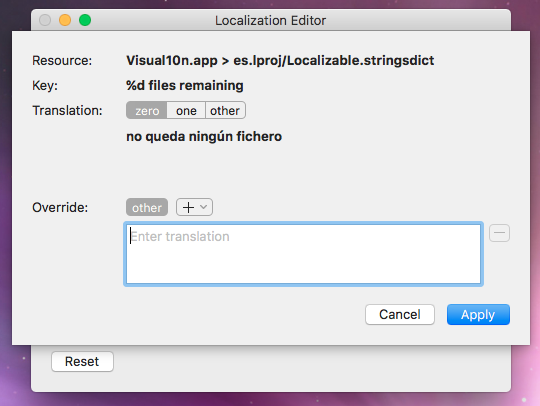 Localization Editor
Resource: Visual10n.app > es.lproj/Localizable.stringsdict
Key: %d files remaining
Translation: zero one other
no queda ningún fichero
Override: other +
Enter translation
Cancel Apply
Reset